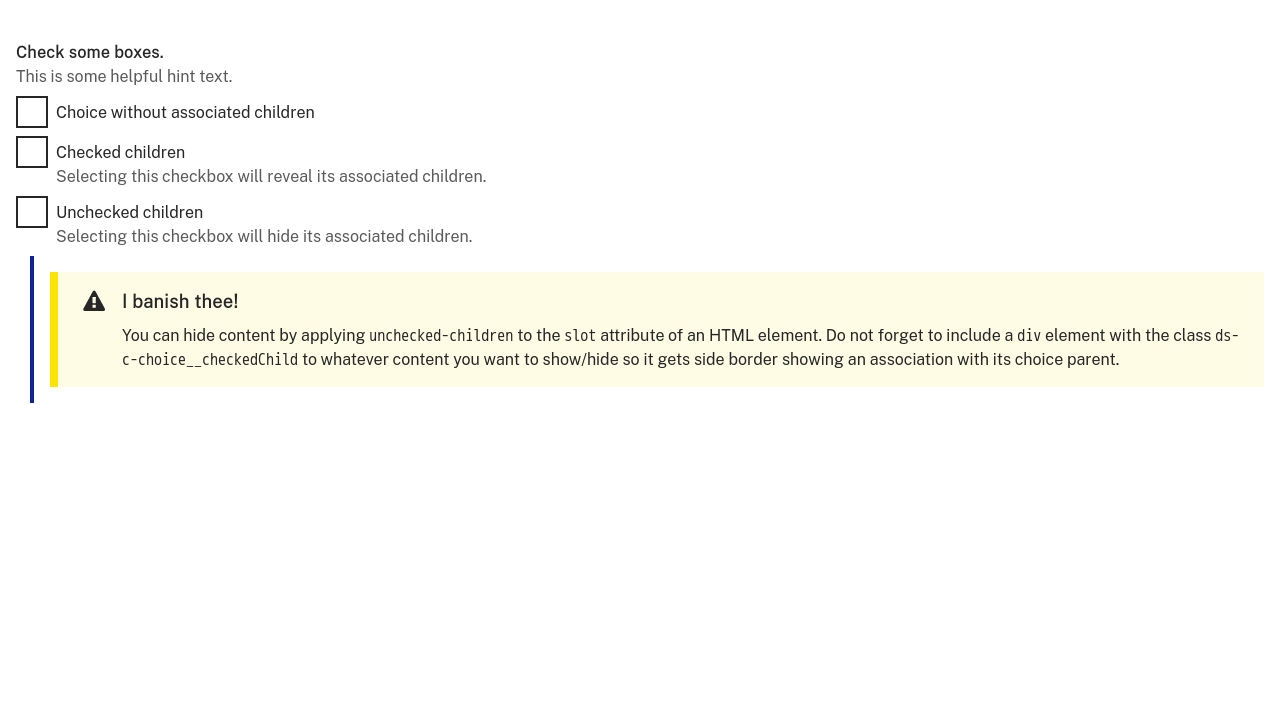 Check some boxes.
This is some helpful hint text.
Choice without associated children
Checked children
Selecting this checkbox will reveal its associated children.
Unchecked children
Selecting this checkbox will hide its associated children.
I banish thee!
You can hide content by applying unchecked-children to the slot attribute of an HTML element. Do not forget to include a div element with the class ds-
c-choice__checkedChild to whatever content you want to show/hide so it gets side border showing an association with its choice parent.